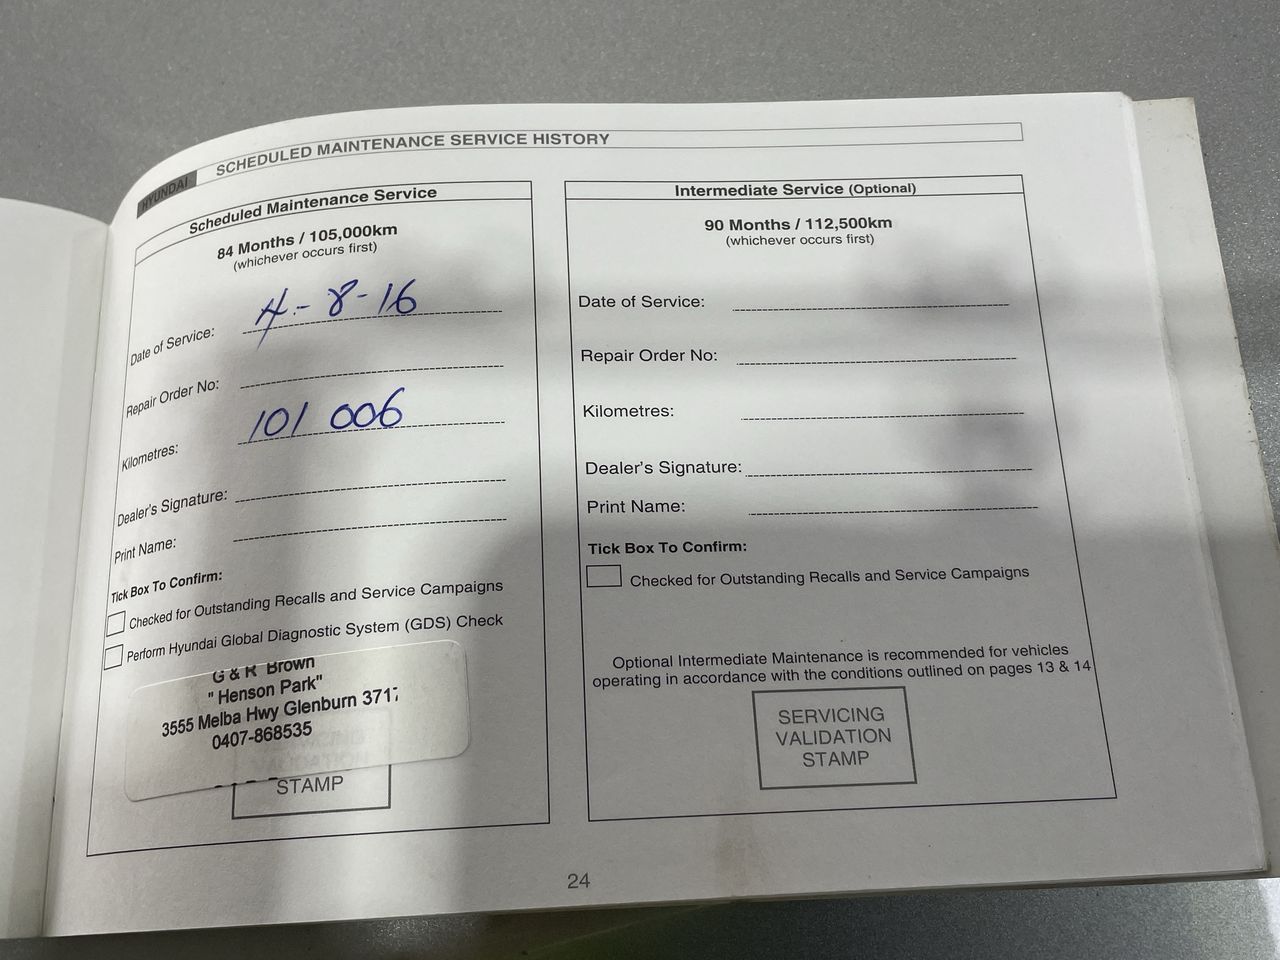 HYUNDAI SCHEDULED MAINTENANCE SERVICE HISTORY
Scheduled Maintenance Service
84 Months / 105,000km
(whichever occurs first)
Date of Service: 4-8-16
Repair Order No:
Kilometres: 101 006
Dealer's Signature:
Print Name:
Tick Box To Confirm:
Checked for Outstanding Recalls and Service Campaigns
Perform Hyundai Global Diagnostic System (GDS) Check
G & R Brown
"Henson Park"
3555 Melba Hwy Glenburn 3717
0407-868535
STAMP
Intermediate Service (Optional)
90 Months / 112,500km
(whichever occurs first)
Date of Service:
Repair Order No:
Kilometres:
Dealer's Signature:
Print Name:
Tick Box To Confirm:
Checked for Outstanding Recalls and Service Campaigns
Optional Intermediate Maintenance is recommended for vehicles
operating in accordance with the conditions outlined on pages 13 & 14
SERVICING
VALIDATION
STAMP
24